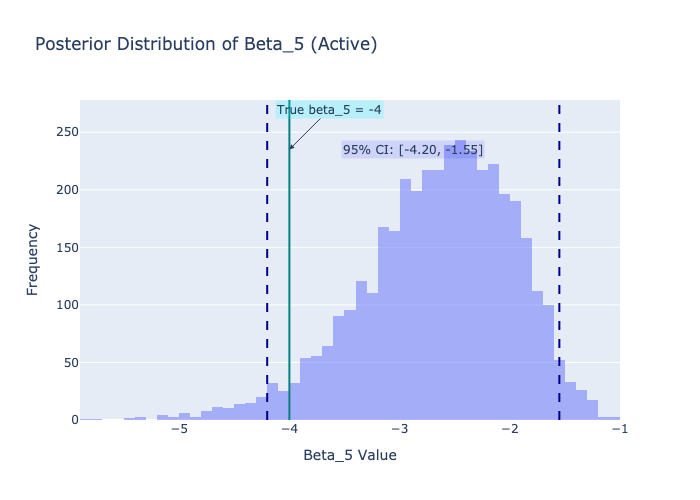 Posterior Distribution of Beta_5 (Active)
True beta_5 = -4
95% CI: [-4.20, -1.55]
250
200
150
100
50
0
Frequency
−5
−4
−3
−2
−1
Beta_5 Value